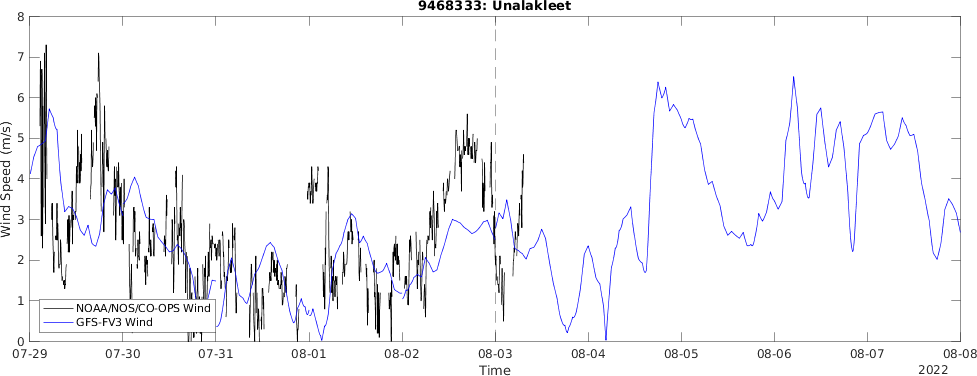 9468333: Unalakleet
8
7
6
5
4
3
2
1
0
Wind Speed (m/s)
NOAA/NOS/CO-OPS Wind
GFS-FV3 Wind
07-29 07-30 07-31 08-01 08-02 08-03 08-04 08-05 08-06 08-07 08-08
Time
2022